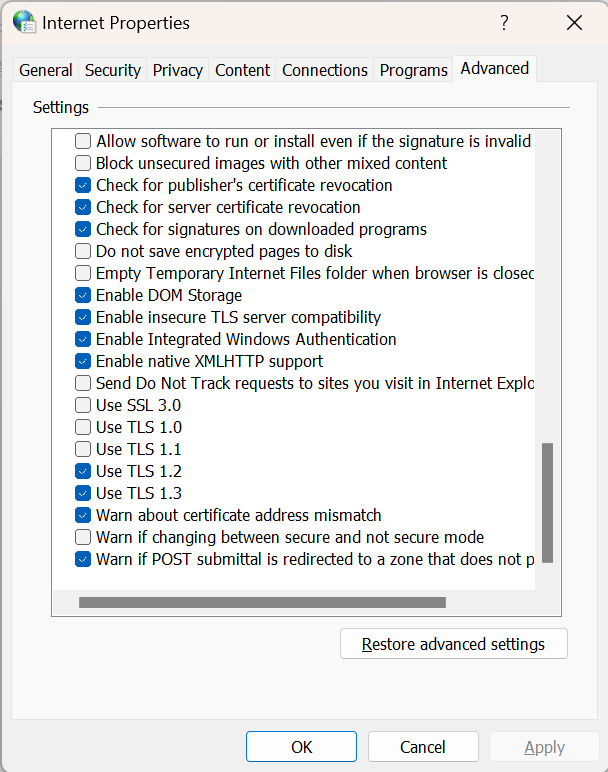 Internet Properties
?
General Security Privacy Content Connections Programs Advanced
Settings
Allow software to run or install even if the signature is invalid
Block unsecured images with other mixed content
Check for publisher's certificate revocation
Check for server certificate revocation
Check for signatures on downloaded programs
Do not save encrypted pages to disk
Empty Temporary Internet Files folder when browser is closed
Enable DOM Storage
Enable insecure TLS server compatibility
Enable Integrated Windows Authentication
Enable native XMLHTTP support
Send Do Not Track requests to sites you visit in Internet Explo
Use SSL 3.0
Use TLS 1.0
Use TLS 1.1
Use TLS 1.2
Use TLS 1.3
Warn about certificate address mismatch
Warn if changing between secure and not secure mode
Warn if POST submittal is redirected to a zone that does not p
Restore advanced settings
OK Cancel Apply